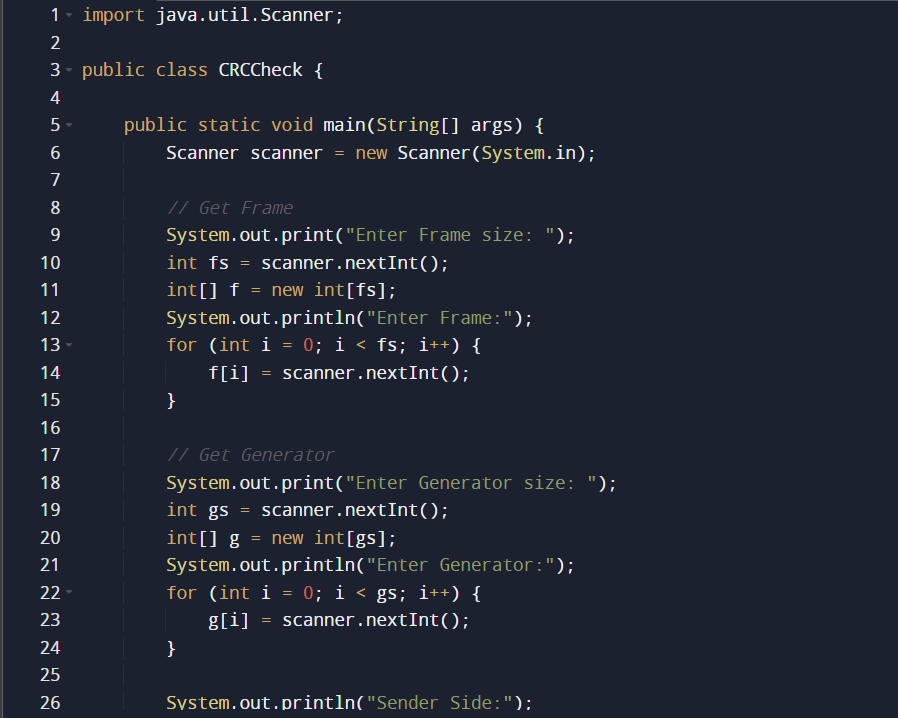 1 import java.util.Scanner;
2
3 public class CRCCheck {
4
5     public static void main(String[] args) {
6         Scanner scanner = new Scanner(System.in);
7
8         // Get Frame
9         System.out.print("Enter Frame size: ");
10         int fs = scanner.nextInt();
11         int[] f = new int[fs];
12         System.out.println("Enter Frame:");
13         for (int i = 0; i < fs; i++) {
14             f[i] = scanner.nextInt();
15         }
16
17         // Get Generator
18         System.out.print("Enter Generator size: ");
19         int gs = scanner.nextInt();
20         int[] g = new int[gs];
21         System.out.println("Enter Generator:");
22         for (int i = 0; i < gs; i++) {
23             g[i] = scanner.nextInt();
24         }
25
26         System.out.println("Sender Side:");